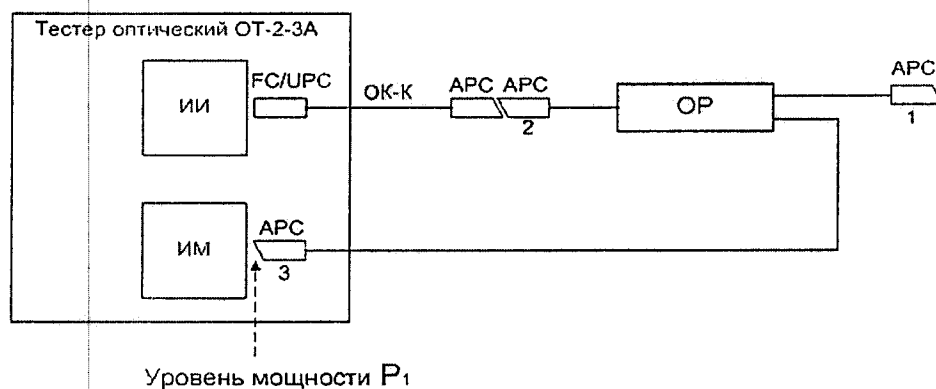 Тестер оптический ОТ-2-3А
ИИ
FC/UPC
ОК-К
APC
APC
2
ОР
APC
1
ИМ
APC
3
Уровень мощности P1